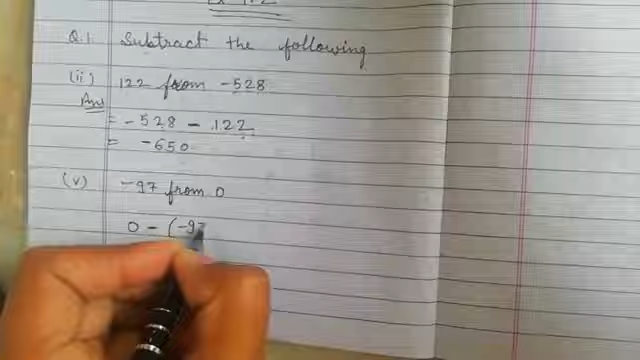 Q.1. Subtract the following
(ii) 122 from -528
Ans
= -528 - 122
= -650
(v) -97 from 0
0 - (-97